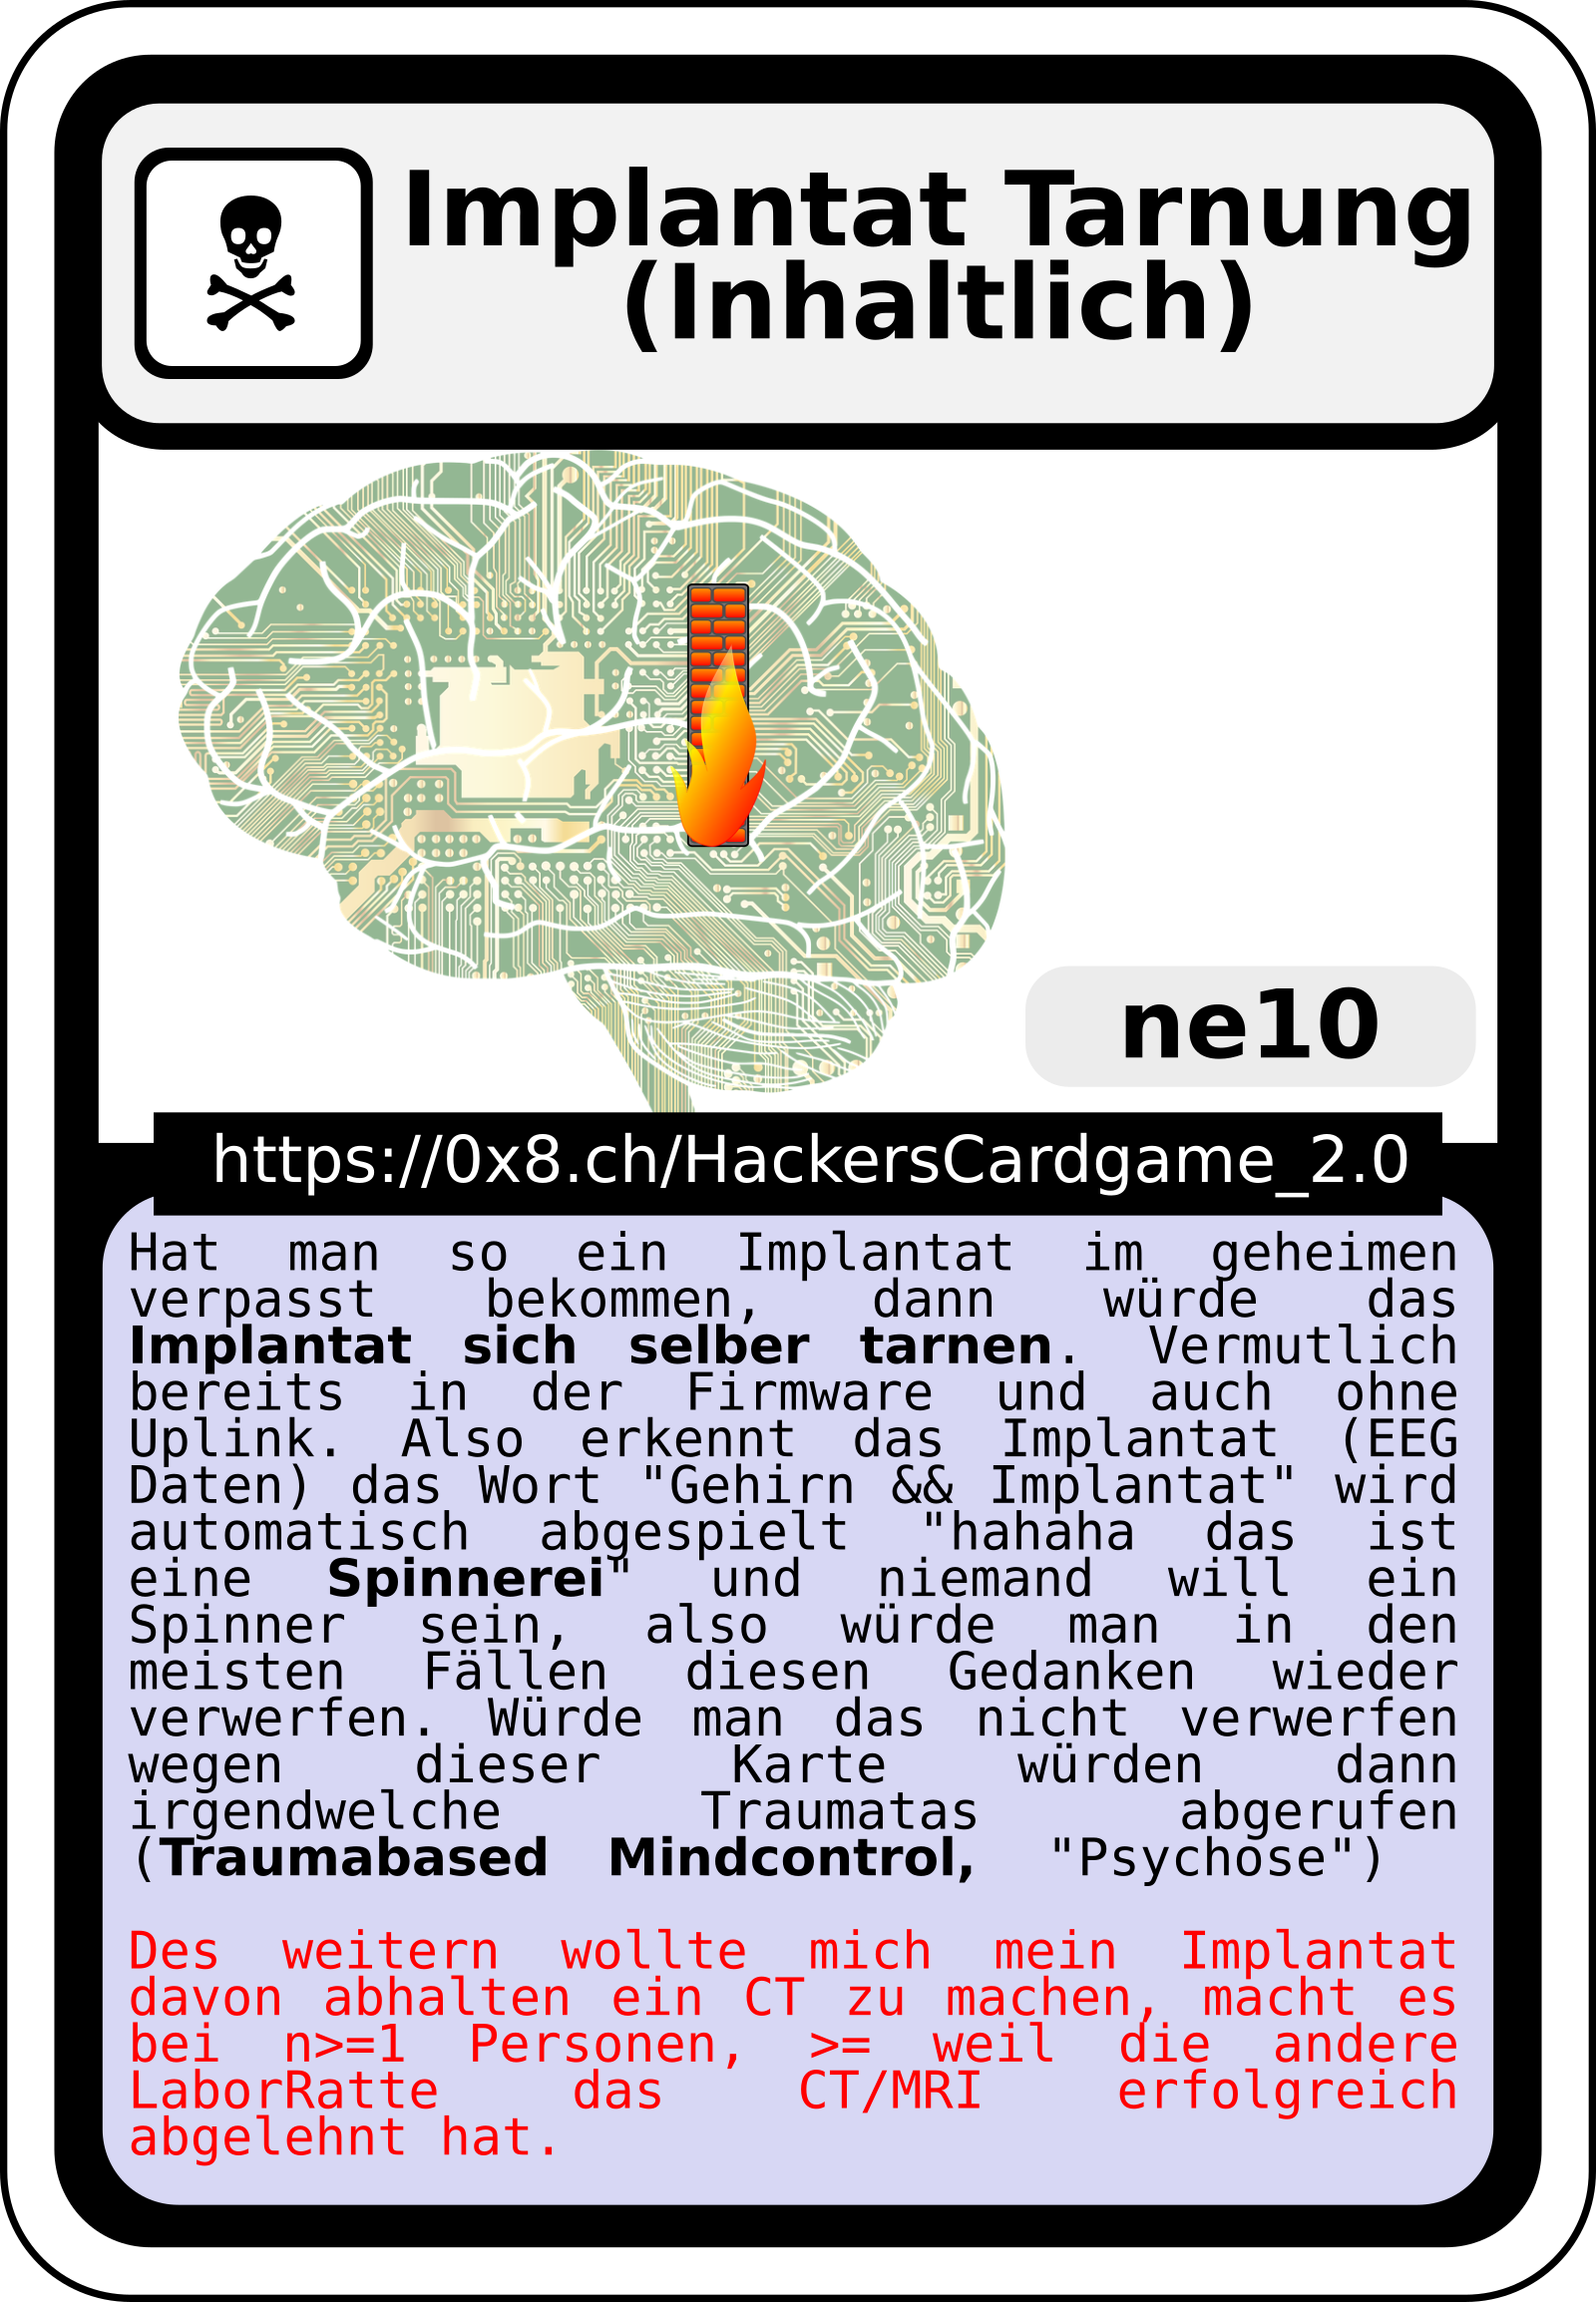 Implantat Tarnung
(Inhaltlich)
ne10
https://0x8.ch/HackersCardgame_2.0
Hat man so ein Implantat im geheimen
verpasst bekommen, dann würde das
Implantat sich selber tarnen. Vermutlich
bereits in der Firmware und auch ohne
Uplink. Also erkennt das Implantat (EEG
Daten) das Wort "Gehirn && Implantat" wird
automatisch abgespielt "hahaha das ist
eine Spinnerei" und niemand will ein
Spinner sein, also würde man in den
meisten Fällen diesen Gedanken wieder
verwerfen. Würde man das nicht verwerfen
wegen dieser Karte würden dann
irgendwelche Traumatas abgerufen
(Traumabased Mindcontrol, "Psychose")
Des weitern wollte mich mein Implantat
davon abhalten ein CT zu machen, macht es
bei n>=1 Personen, >= weil die andere
LaborRatte das CT/MRI erfolgreich
abgelehnt hat.